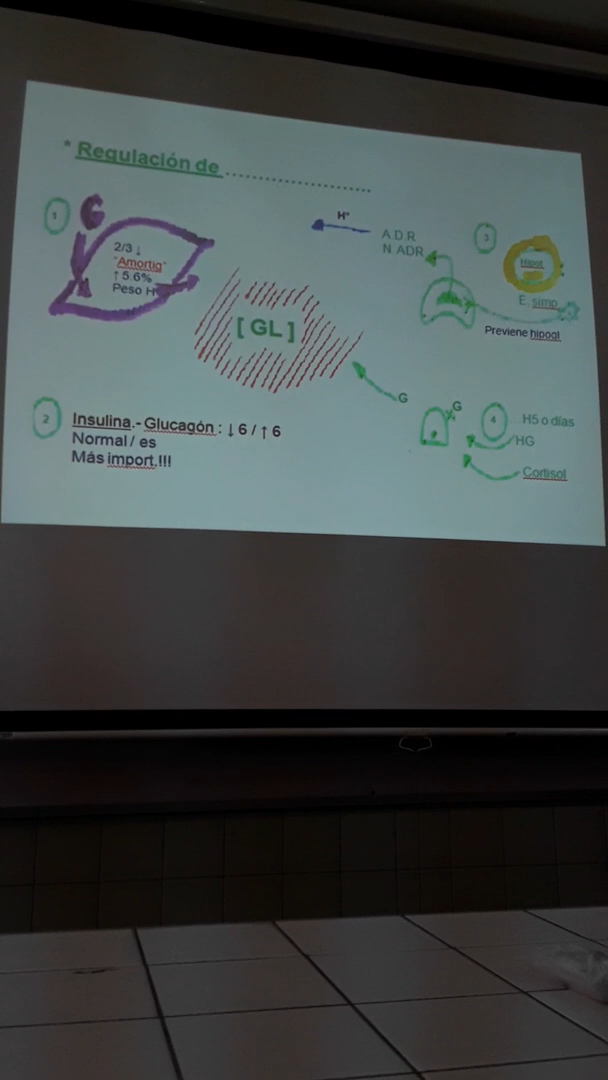 * Regulación de ........................
1
G
2/3 ↓
"Amortig"
↑ 5.6%
Peso H
[ GL ]
H+
A.D.R
N. ADR
3
Hipot
E. simp
Previene hipogl
2
Insulina.- Glucagón : ↓ 6 / ↑ 6
Normal / es
Más import.!!!
G
G
4
H5 o días
HG
Cortisol